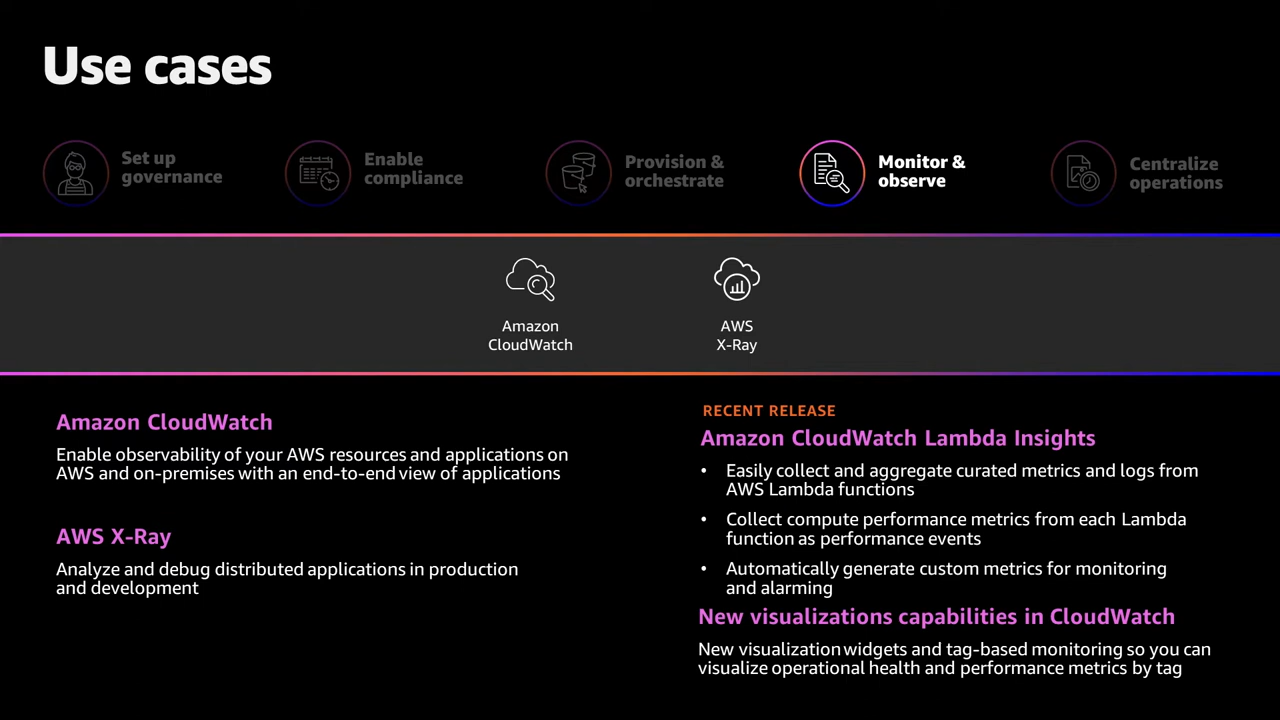 Use cases
Set up
governance
Enable
compliance
Provision &
orchestrate
Monitor &
observe
Centralize
operations
Amazon
CloudWatch
AWS
X-Ray
Amazon CloudWatch
Enable observability of your AWS resources and applications on
AWS and on-premises with an end-to-end view of applications
AWS X-Ray
Analyze and debug distributed applications in production
and development
RECENT RELEASE
Amazon CloudWatch Lambda Insights
• Easily collect and aggregate curated metrics and logs from
AWS Lambda functions
• Collect compute performance metrics from each Lambda
function as performance events
• Automatically generate custom metrics for monitoring
and alarming
New visualizations capabilities in CloudWatch
New visualization widgets and tag-based monitoring so you can
visualize operational health and performance metrics by tag